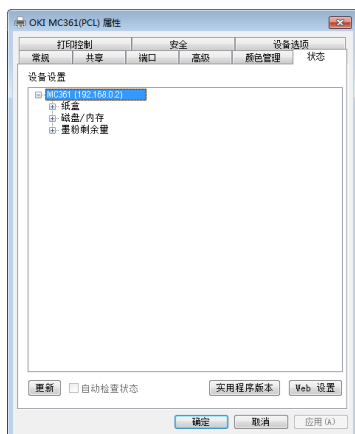 OKI MC361(PCL) 属性
打印控制 安全 设备选项
常规 共享 端口 高级 颜色管理 状态
设备设置
MC361 (192.168.0.2)
纸盒
磁盘/内存
墨粉剩余量
更新 自动检查状态 实用程序版本 Web 设置
确定 取消 应用(A)